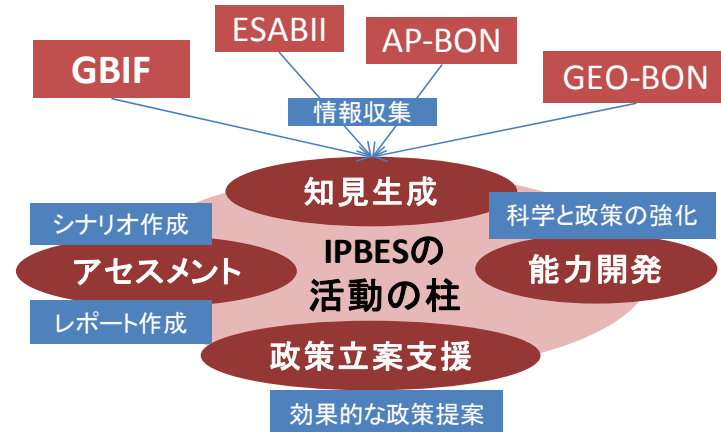 ESABII
AP-BON
GBIF
GEO-BON
情報収集
知見生成
シナリオ作成
科学と政策の強化
アセスメント
IPBESの
活動の柱
能力開発
レポート作成
政策立案支援
効果的な政策提案